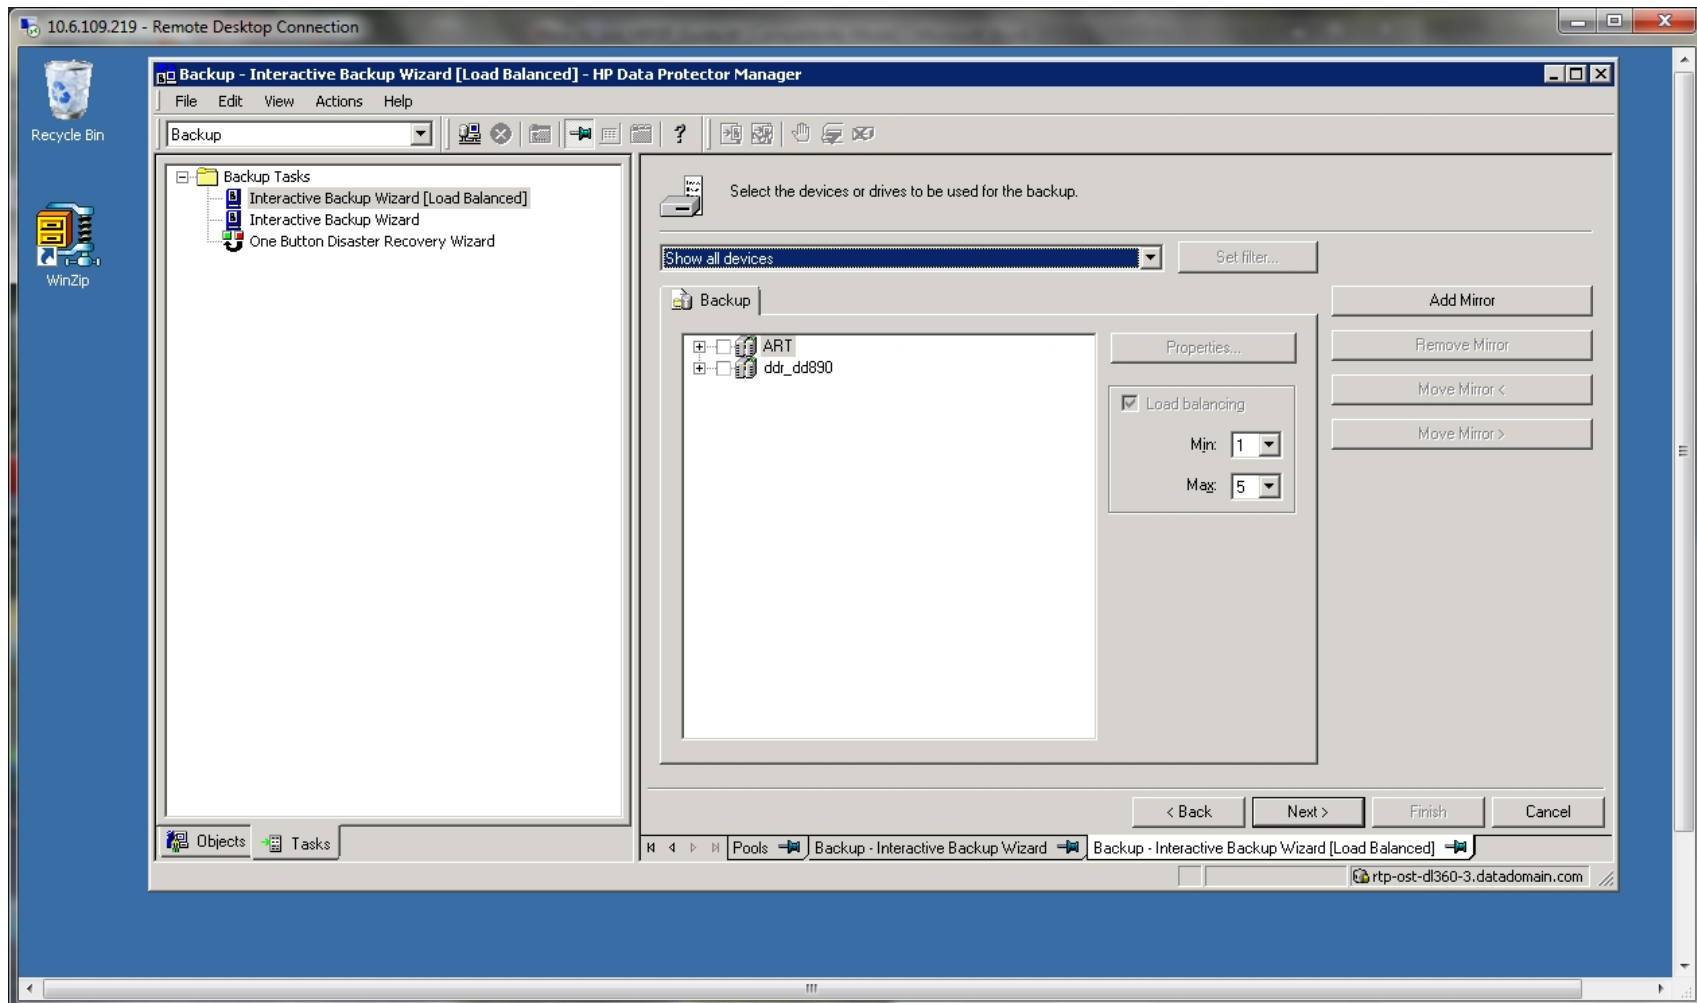 10.6.109.219 - Remote Desktop Connection
Recycle Bin
WinZip
Backup - Interactive Backup Wizard [Load Balanced] - HP Data Protector Manager
File Edit View Actions Help
Backup
Backup Tasks
Interactive Backup Wizard [Load Balanced]
Interactive Backup Wizard
One Button Disaster Recovery Wizard
Objects Tasks
Select the devices or drives to be used for the backup.
Show all devices Set filter...
Backup
ART
ddr_dd890
Properties...
Load balancing
Min: 1
Max: 5
Add Mirror
Remove Mirror
Move Mirror <
Move Mirror >
< Back Next > Finish Cancel
Pools Backup - Interactive Backup Wizard Backup - Interactive Backup Wizard [Load Balanced]
rtp-ost-dl360-3.datadomain.com